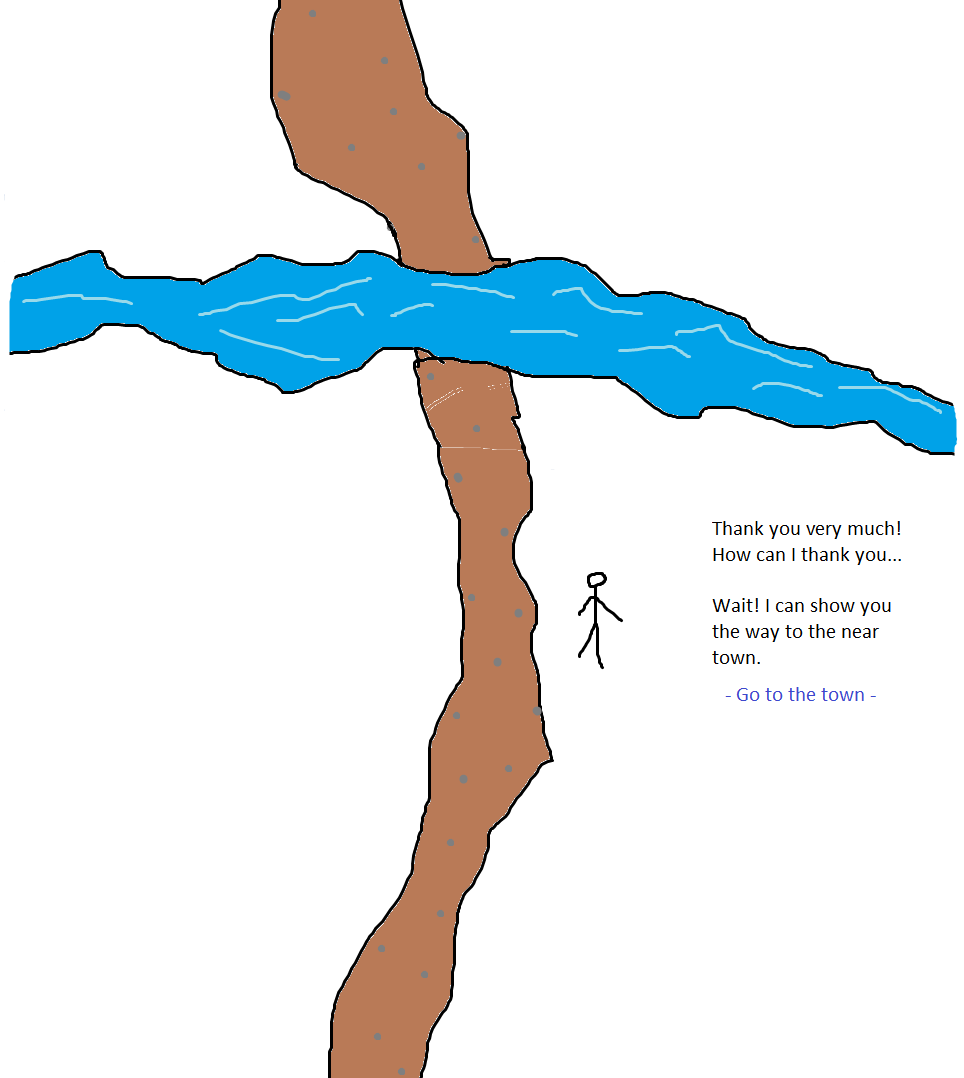 Thank you very much!
How can I thank you...
Wait! I can show you
the way to the near
town.
- Go to the town -